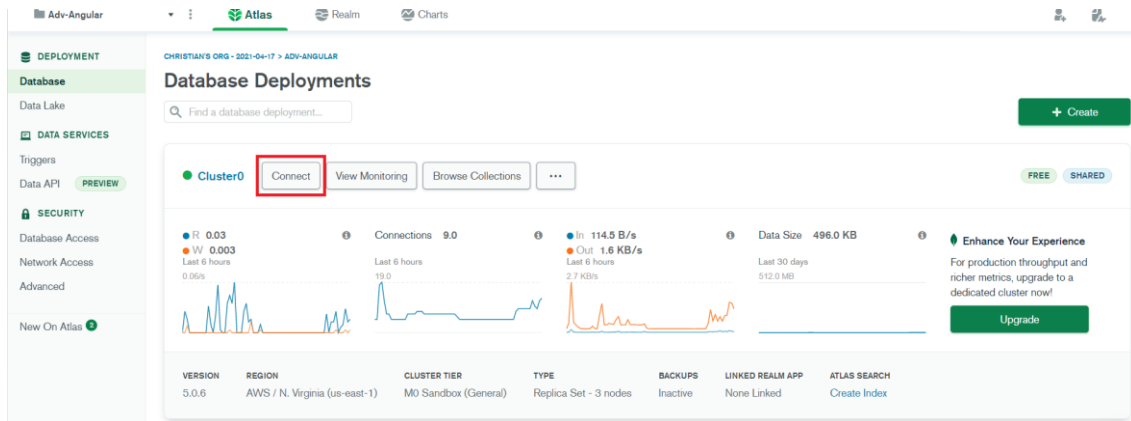 Adv-Angular
Atlas
Realm
Charts
DEPLOYMENT
Database
Data Lake
DATA SERVICES
Triggers
Data API PREVIEW
SECURITY
Database Access
Network Access
Advanced
New On Atlas 2
CHRISTIAN'S ORG - 2021-04-17 > ADV-ANGULAR
Database Deployments
Find a database deployment...
+ Create
Cluster0
Connect
View Monitoring
Browse Collections
...
FREE
SHARED
R 0.03
W 0.003
Last 6 hours
0.06/s
Connections 9.0
Last 6 hours
19.0
In 114.5 B/s
Out 1.6 KB/s
Last 6 hours
2.7 KB/s
Data Size 496.0 KB
Last 30 days
512.0 MB
Enhance Your Experience
For production throughput and
richer metrics, upgrade to a
dedicated cluster now!
Upgrade
VERSION
5.0.6
REGION
AWS / N. Virginia (us-east-1)
CLUSTER TIER
M0 Sandbox (General)
TYPE
Replica Set - 3 nodes
BACKUPS
Inactive
LINKED REALM APP
None Linked
ATLAS SEARCH
Create Index